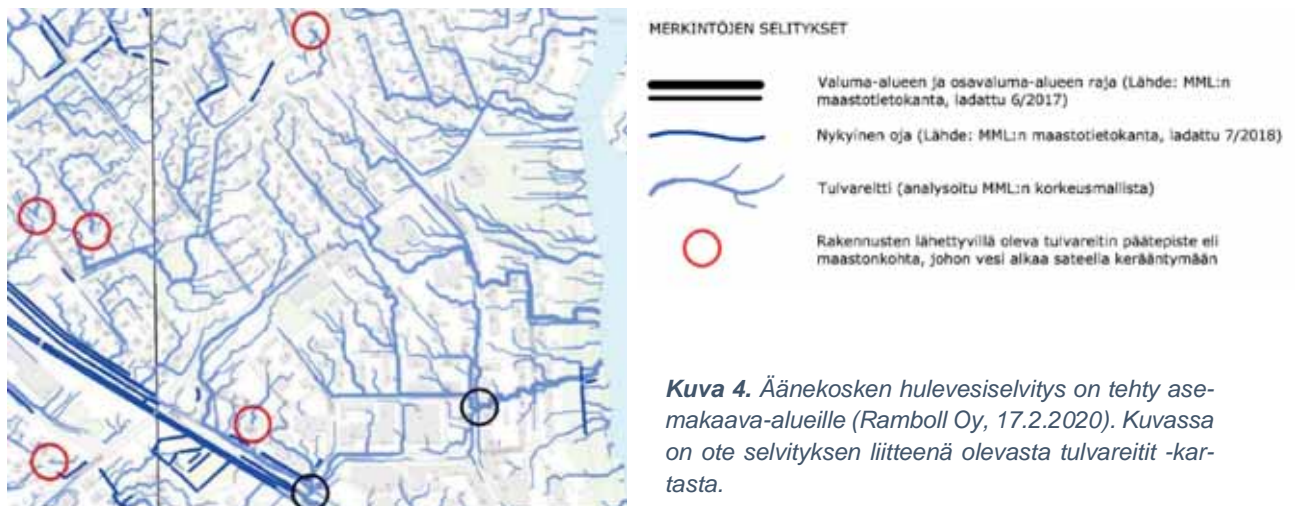 MERKINTÖJEN SELITYKSET
Valuma-alueen ja osavaluma-alueen raja (Lähde: MML:n
maastotietokanta, ladattu 6/2017)
Nykyinen oja (Lähde: MML:n maastotietokanta, ladattu 7/2018)
Tulvareitti (analysoitu MML:n korkeusmallista)
Rakennusten lähettyvillä oleva tulvareitin päätepiste eli
maastonkohta, johon vesi alkaa sateella kerääntymään
Kuva 4. Äänekosken hulevesiselvitys on tehty ase-
makaava-alueille (Ramboll Oy, 17.2.2020). Kuvassa
on ote selvityksen liitteenä olevasta tulvareitit -kar-
tasta.